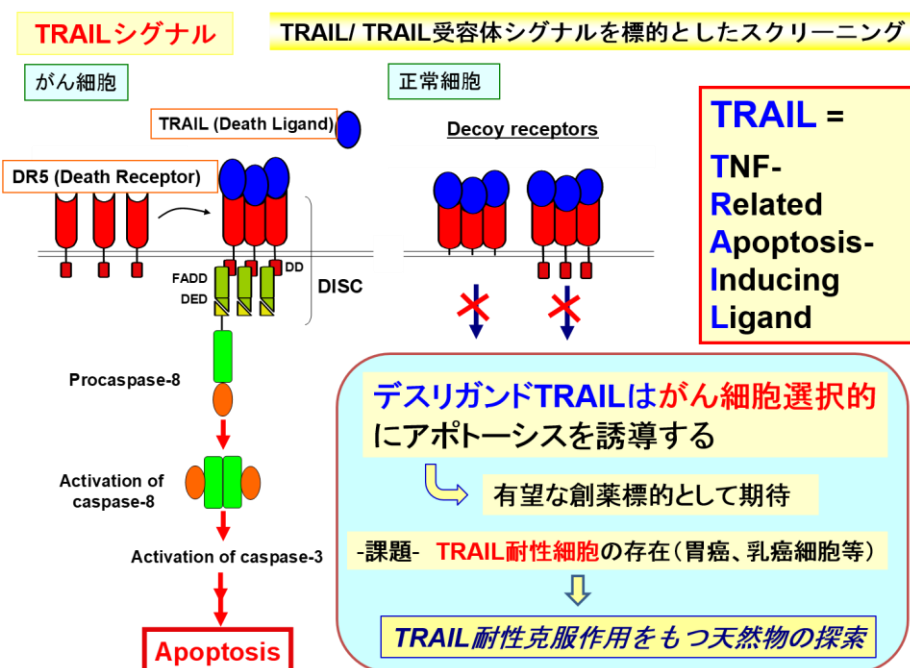 TRAILシグナル
TRAIL/ TRAIL受容体シグナルを標的としたスクリーニング
がん細胞
正常細胞
TRAIL (Death Ligand)
Decoy receptors
DR5 (Death Receptor)
DD
FADD
DED
DISC
Procaspase-8
Activation of
caspase-8
Activation of caspase-3
Apoptosis
TRAIL =
TNF-
Related
Apoptosis-
Inducing
Ligand
デスリガンドTRAILはがん細胞選択的
にアポトーシスを誘導する
有望な創薬標的として期待
-課題- TRAIL耐性細胞の存在(胃癌、乳癌細胞等)
TRAIL耐性克服作用をもつ天然物の探索